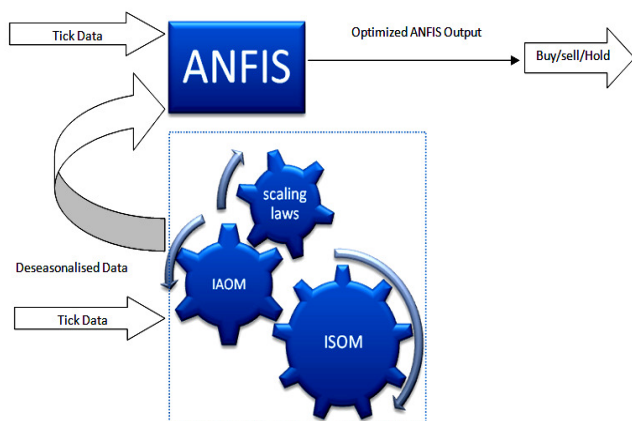 Tick Data
ANFIS
Optimized ANFIS Output
Buy/sell/Hold
scaling
laws
IAOM
Deseasonalised Data
Tick Data
ISOM